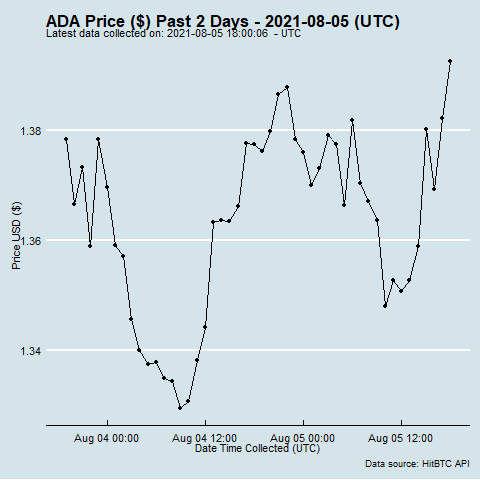 ADA Price ($) Past 2 Days - 2021-08-05 (UTC)
Latest data collected on: 2021-08-05 18:00:06 - UTC
1.38
1.36
1.34
Price USD ($)
Aug 04 00:00 Aug 04 12:00 Aug 05 00:00 Aug 05 12:00
Date Time Collected (UTC)
Data source: HitBTC API